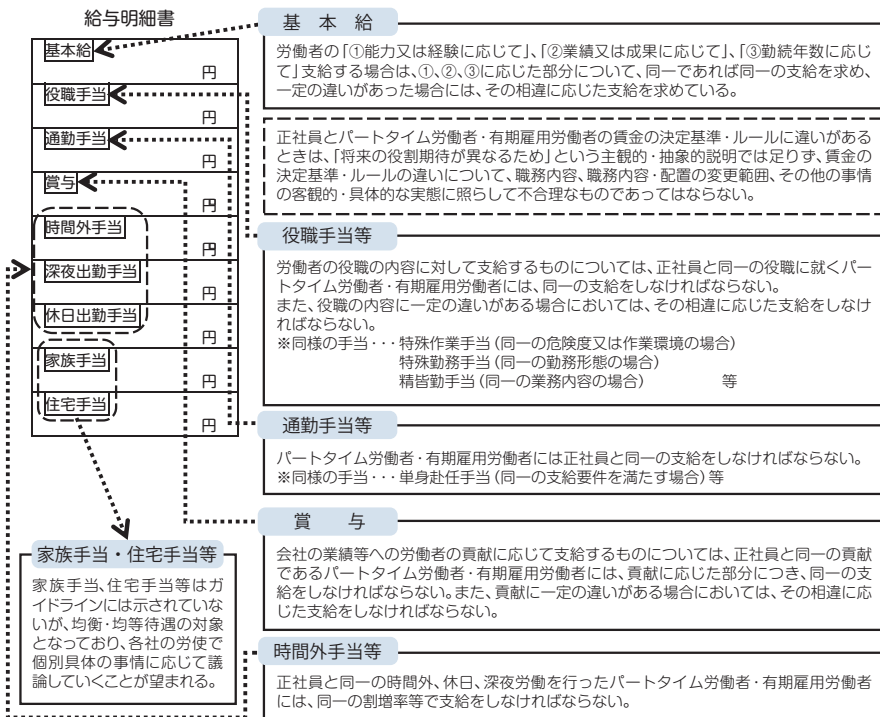 給与明細書
基本給
円
役職手当
円
通勤手当
円
賞与
円
時間外手当
円
深夜出勤手当
円
休日出勤手当
円
家族手当
円
住宅手当
円
家族手当・住宅手当等
家族手当、住宅手当等はガ
イドラインには示されていな
いが、均衡・均等待遇の対象
となっており、各社の労使で
個別具体の事情に応じて議
論していくことが望まれる。
基 本 給
労働者の「①能力又は経験に応じて」、「②業績又は成果に応じて」、「③勤続年数に応じ
て」支給する場合は、①、②、③に応じた部分について、同一であれば同一の支給を求め、
一定の違いがあった場合には、その相違に応じた支給を求めている。
正社員とパートタイム労働者・有期雇用労働者の賃金の決定基準・ルールに違いがある
ときは、「将来の役割期待が異なるため」という主観的・抽象的説明では足りず、賃金の
決定基準・ルールの違いについて、職務内容、職務内容・配置の変更範囲、その他の事情
の客観的・具体的な実態に照らして不合理なものであってはならない。
役職手当等
労働者の役職の内容に対して支給するものについては、正社員と同一の役職に就くパー
トタイム労働者・有期雇用労働者には、同一の支給をしなければならない。
また、役職の内容に一定の違いがある場合においては、その相違に応じた支給をしなけ
ればならない。
※同様の手当・・・特殊作業手当(同一の危険度又は作業環境の場合)
特殊勤務手当(同一の勤務形態の場合)
精皆勤手当(同一の業務内容の場合) 等
通勤手当等
パートタイム労働者・有期雇用労働者には正社員と同一の支給をしなければならない。
※同様の手当・・・単身赴任手当(同一の支給要件を満たす場合)等
賞 与
会社の業績等への労働者の貢献に応じて支給するものについては、正社員と同一の貢献
であるパートタイム労働者・有期雇用労働者には、貢献に応じた部分につき、同一の支
給をしなければならない。また、貢献に一定の違いがある場合においては、その相違に応
じた支給をしなければならない。
時間外手当等
正社員と同一の時間外、休日、深夜労働を行ったパートタイム労働者・有期雇用労働者
には、同一の割増率等で支給をしなければならない。